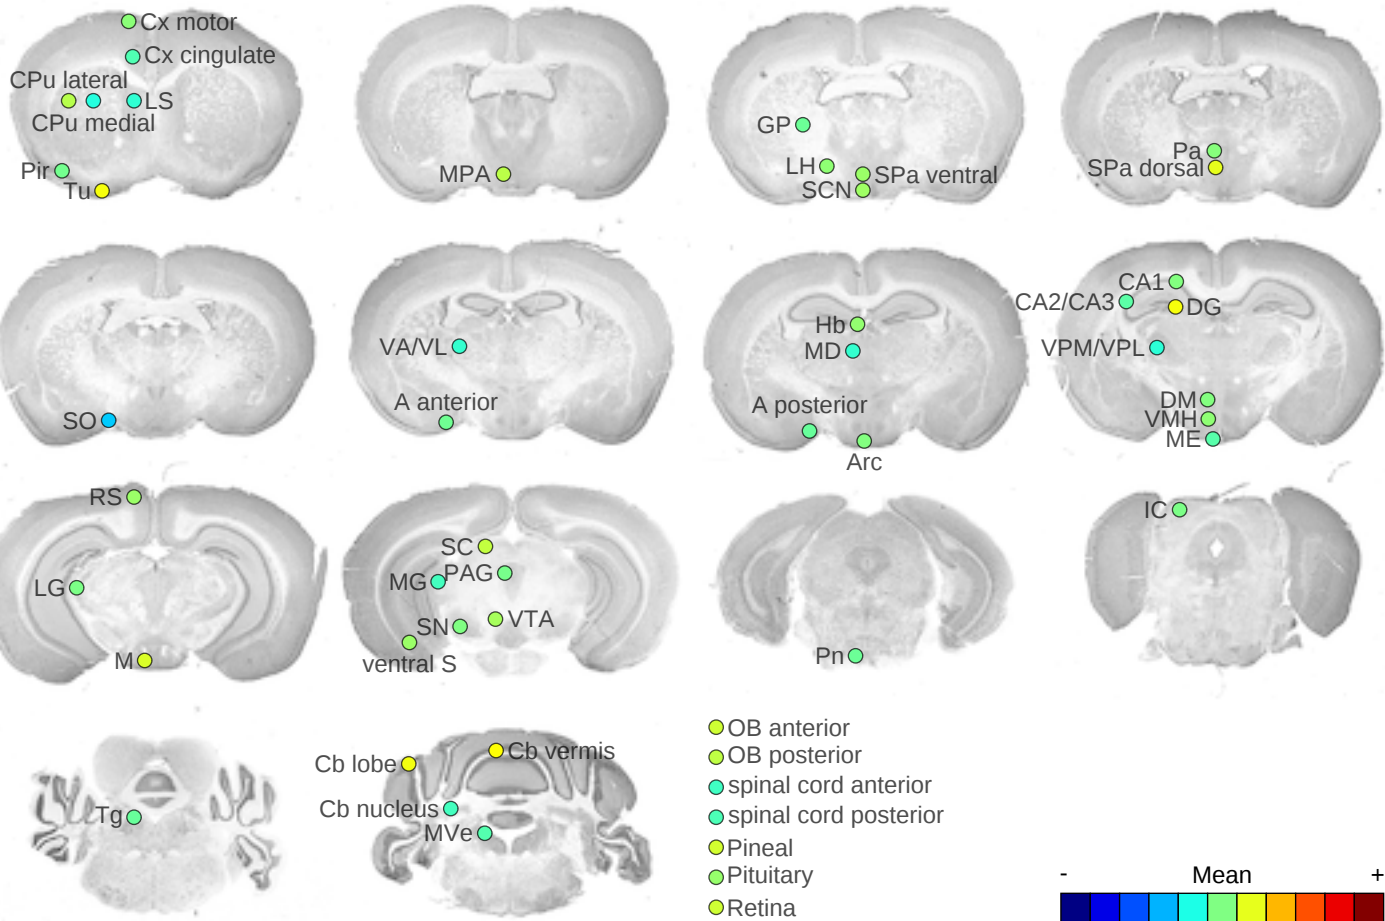 Cx motor
Cx cingulate
CPu lateral
LS
CPu medial
Pir
Tu
MPA
GP
LH
SPa ventral
SCN
Pa
SPa dorsal
SO
VA/VL
A anterior
Hb
MD
A posterior
Arc
CA1
CA2/CA3
DG
VPM/VPL
DM
VMH
ME
RS
LG
M
SC
PAG
MG
VTA
SN
ventral S
Pn
IC
Tg
Cb vermis
Cb lobe
Cb nucleus
MVe
OB anterior
OB posterior
spinal cord anterior
spinal cord posterior
Pineal
Pituitary
Retina
- Mean +